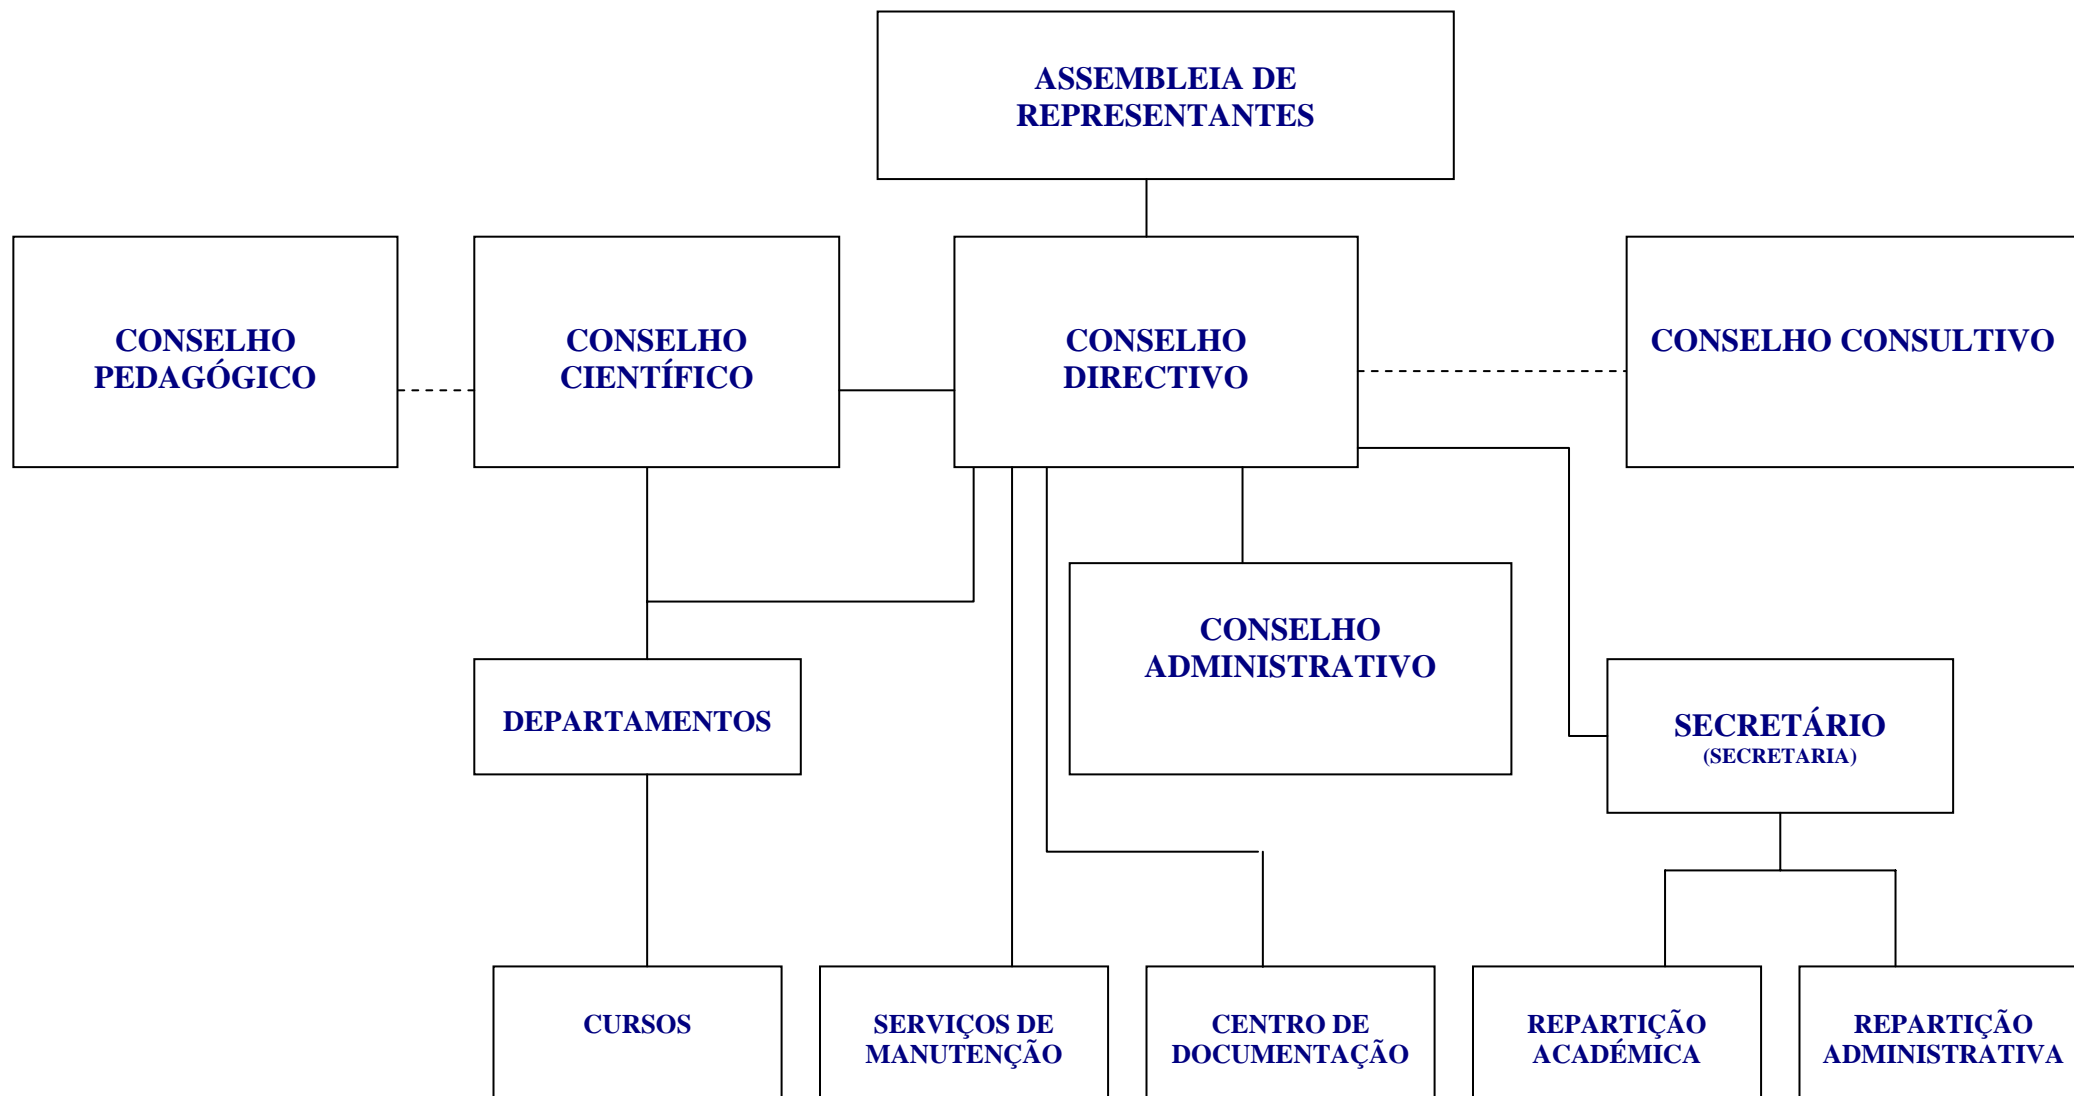 ASSEMBLEIA DE
REPRESENTANTES
CONSELHO
PEDAGÓGICO
CONSELHO
CIENTÍFICO
CONSELHO
DIRECTIVO
CONSELHO CONSULTIVO
CONSELHO
ADMINISTRATIVO
DEPARTAMENTOS
SECRETÁRIO
(SECRETARIA)
CURSOS
SERVIÇOS DE
MANUTENÇÃO
CENTRO DE
DOCUMENTAÇÃO
REPARTIÇÃO
ACADÉMICA
REPARTIÇÃO
ADMINISTRATIVA